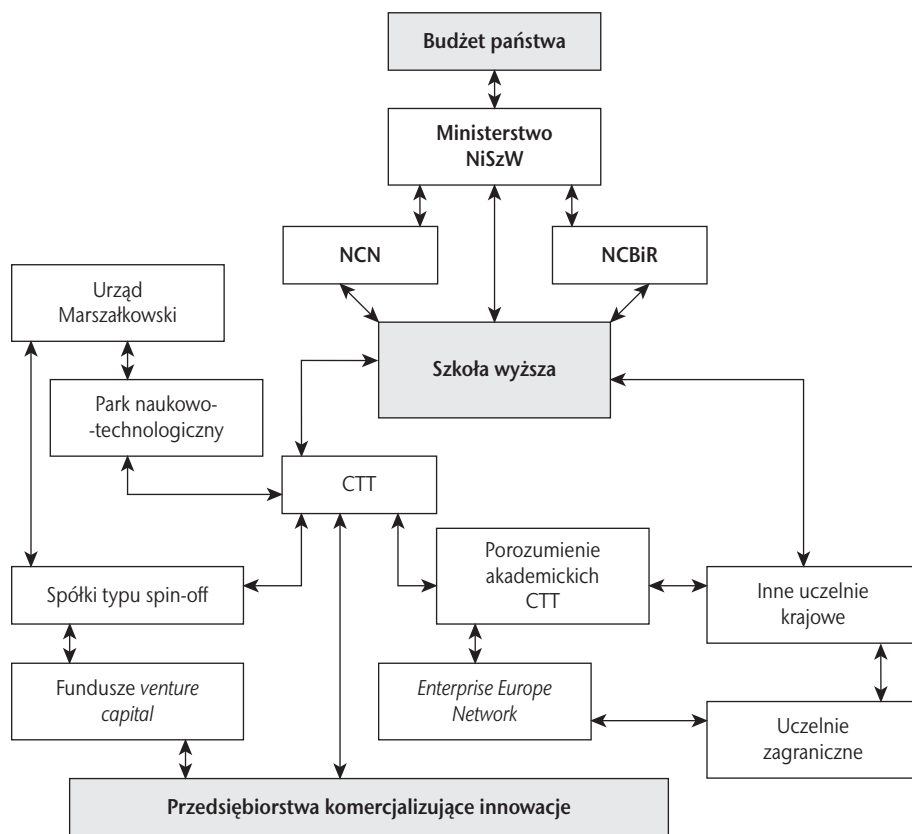 Budżet państwa
Ministerstwo
NiSzW
NCN
NCBiR
Urząd
Marszałkowski
Szkoła wyższa
Park naukowo-
-technologiczny
CTT
Porozumienie
akademickich
CTT
Spółki typu spin-off
Inne uczelnie
krajowe
Fundusze venture
capital
Enterprise Europe
Network
Uczelnie
zagraniczne
Przedsiębiorstwa komercjalizujące innowacje